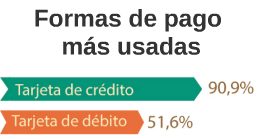 Formas de pago
más usadas
Tarjeta de crédito 90,9%
Tarjeta de débito 51,6%